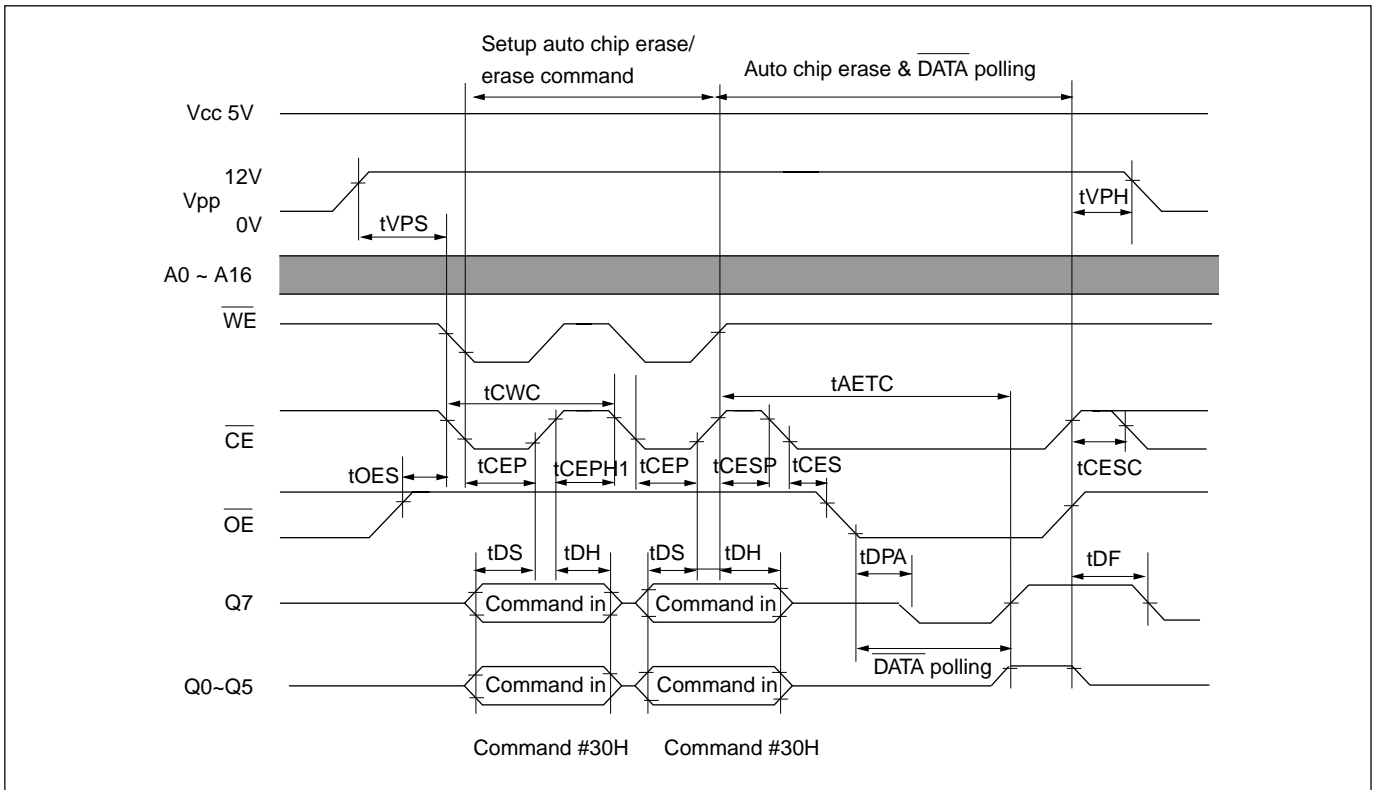 Setup auto chip erase/
erase command
Auto chip erase & DATA polling
Vcc 5V
12V
Vpp
0V
tVPS
tVPH
A0 ~ A16
WE
tCWC
tAETC
CE
tOES
tCEP
tCEPH1
tCEP
tCESP
tCES
tCESC
OE
tDS
tDH
tDS
tDH
tDPA
tDF
Q7
Command in
Command in
DATA polling
Q0~Q5
Command in
Command in
Command #30H
Command #30H